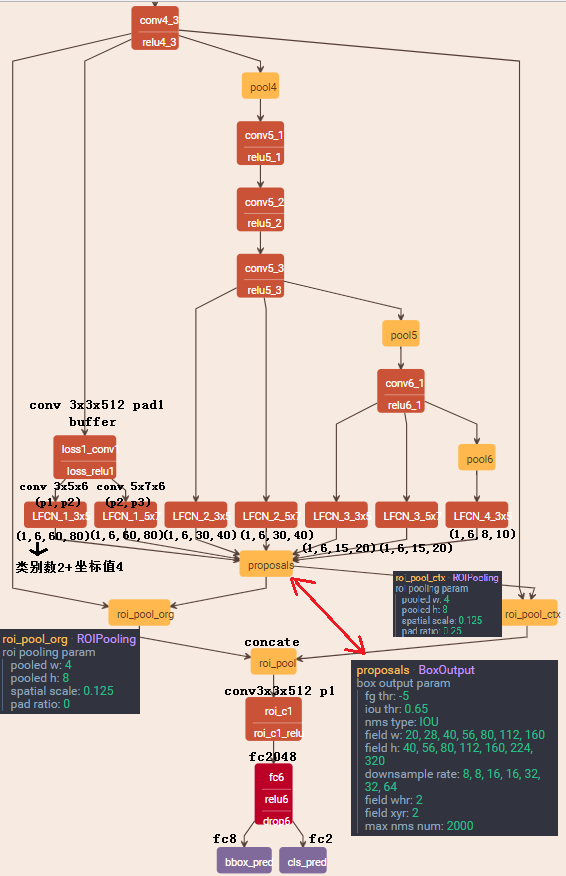 conv4_3
relu4_3
pool4
conv5_1
relu5_1
conv5_2
relu5_2
conv5_3
relu5_3
pool5
conv6_1
relu6_1
pool6
conv 3x3x512 pad1
buffer
loss1_conv1
loss_relu1
conv 3x5x6 conv 5x7x6
(p1,p2) (p2,p3)
LFCN_1_3x5 LFCN_1_5x7 LFCN_2_3x5 LFCN_2_5x7 LFCN_3_3x5 LFCN_3_5x7 LFCN_4_3x5
(1,6,60,80) (1,6,60,80) (1,6,30,40) (1,6,30,40) (1,6,15,20) (1,6,15,20) (1,6,8,10)
类别数2+坐标值4
proposals
roi_pool_ctx · ROIPooling
roi pooling param
pooled w: 4
pooled h: 8
spatial scale: 0.125
pad ratio: 0.25
roi_pool_org
roi_pool_ctx
roi_pool_org · ROIPooling
roi pooling param
pooled w: 4
pooled h: 8
spatial scale: 0.125
pad ratio: 0
concate
roi_pool
conv3x3x512 p1
roi_c1
roi_c1_relu
fc2048
fc6
relu6
drop6
fc8
fc2
bbox_pred
cls_pred
proposals · BoxOutput
box output param
fg thr: -5
iou thr: 0.65
nms type: IOU
field w: 20, 28, 40, 56, 80, 112, 160
field h: 40, 56, 80, 112, 160, 224,
320
downsample rate: 8, 8, 16, 16, 32,
32, 64
field whr: 2
field xyr: 2
max nms num: 2000